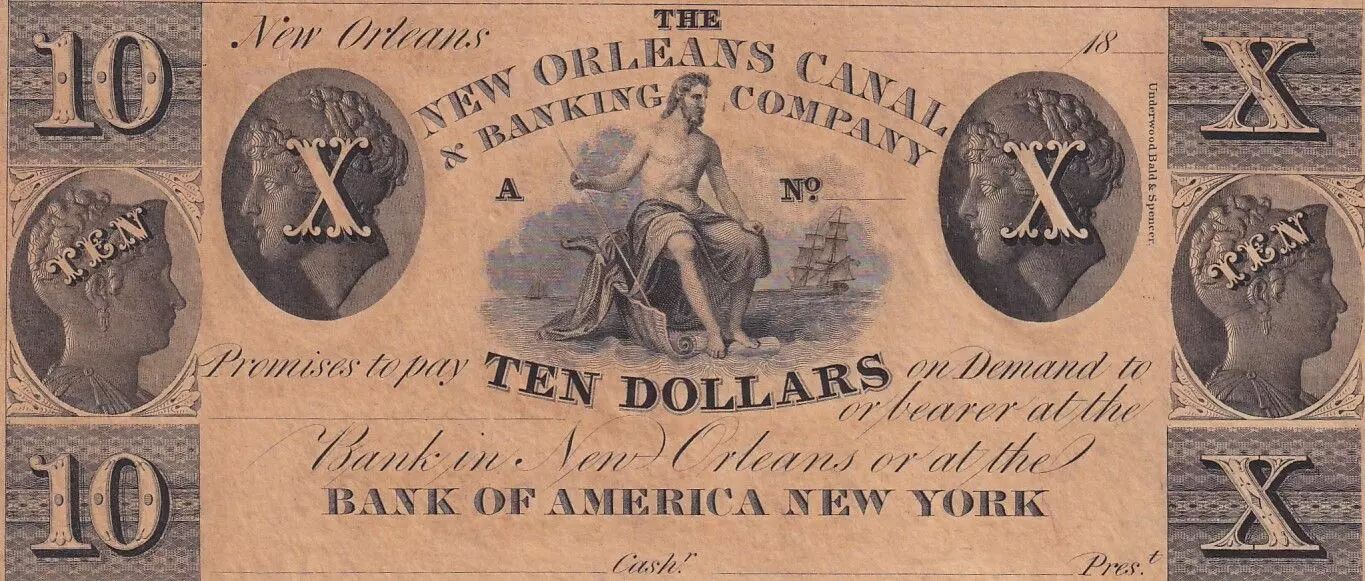 10
New Orleans
THE
18
X
NEW ORLEANS CANAL
& BANKING COMPANY
X
X
A
Nº
Underwood Bald & Spencer.
TEN
TEN
Promises to pay TEN DOLLARS on Demand to
or bearer at the
Bank in New Orleans or at the
BANK OF AMERICA NEW YORK
10
X
Cash.r
Pres.t